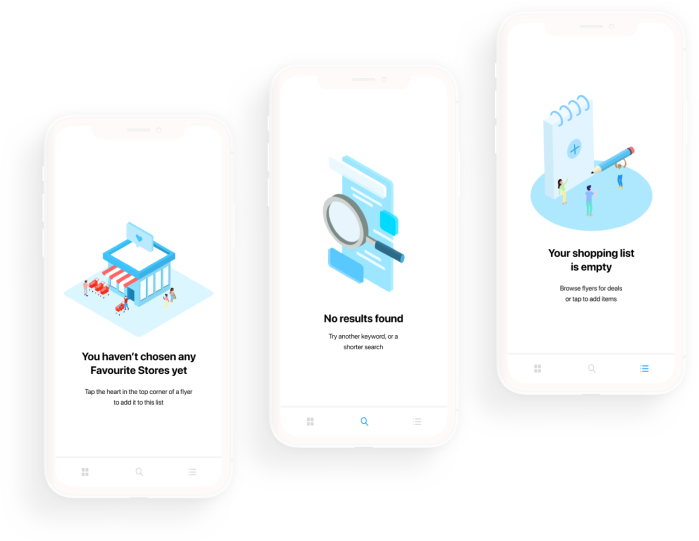 You haven't chosen any
Favourite Stores yet
Tap the heart in the top corner of a flyer
to add it to this list
No results found
Try another keyword, or a
shorter search
Your shopping list
is empty
Browse flyers for deals
or tap to add items